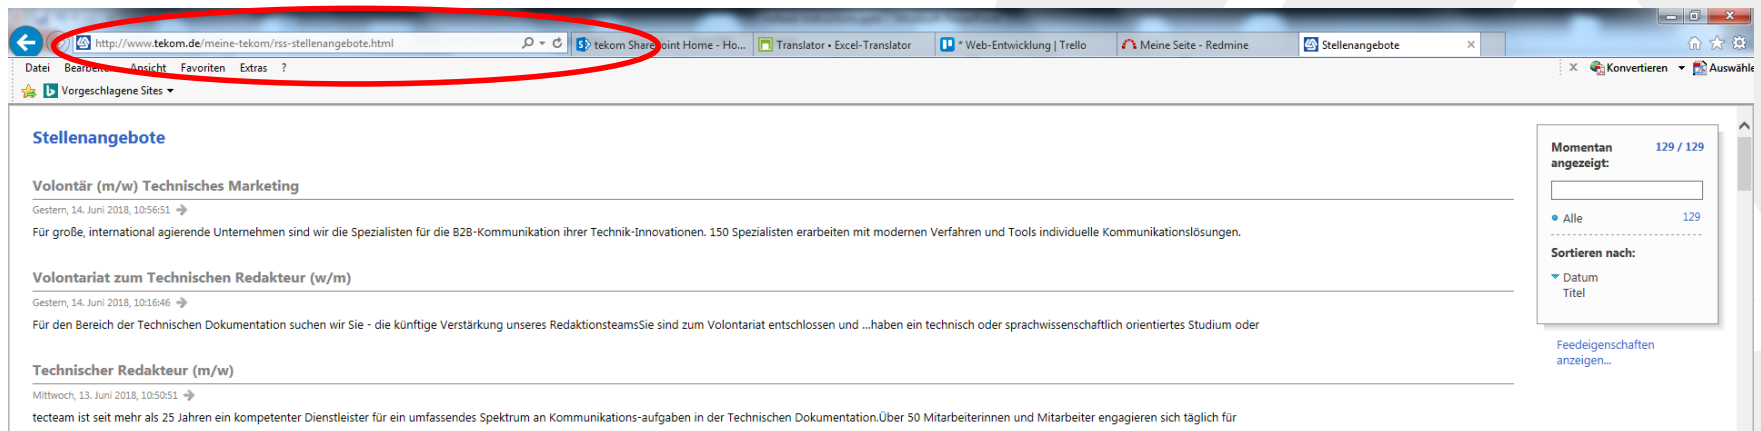 http://www.tekom.de/meine-tekom/rss-stellenangebote.html
tekom SharePoint Home - Ho...
Translator • Excel-Translator
* Web-Entwicklung | Trello
Meine Seite - Redmine
Stellenangebote
Datei Bearbeiten Ansicht Favoriten Extras ?
Konvertieren Auswähle
Vorgeschlagene Sites
Stellenangebote
Volontär (m/w) Technisches Marketing
Gestern, 14. Juni 2018, 10:56:51
Für große, international agierende Unternehmen sind wir die Spezialisten für die B2B-Kommunikation ihrer Technik-Innovationen. 150 Spezialisten erarbeiten mit modernen Verfahren und Tools individuelle Kommunikationslösungen.
Volontariat zum Technischen Redakteur (w/m)
Gestern, 14. Juni 2018, 10:16:46
Für den Bereich der Technischen Dokumentation suchen wir Sie - die künftige Verstärkung unseres RedaktionsteamsSie sind zum Volontariat entschlossen und ...haben ein technisch oder sprachwissenschaftlich orientiertes Studium oder
Technischer Redakteur (m/w)
Mittwoch, 13. Juni 2018, 10:50:51
tecteam ist seit mehr als 25 Jahren ein kompetenter Dienstleister für ein umfassendes Spektrum an Kommunikations-aufgaben in der Technischen Dokumentation.Über 50 Mitarbeiterinnen und Mitarbeiter engagieren sich täglich für
Momentan 129 / 129
angezeigt:
Alle 129
Sortieren nach:
Datum
Titel
Feedeigenschaften
anzeigen...